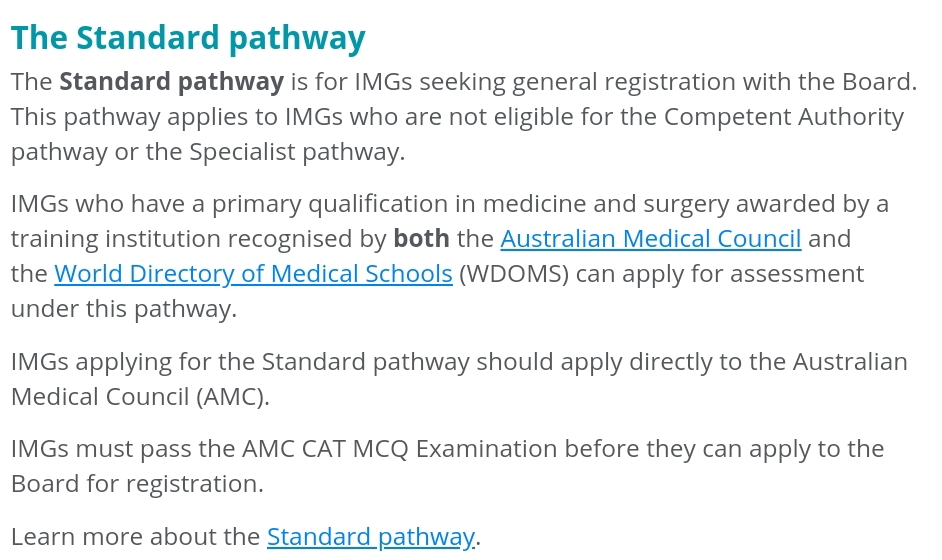 The Standard pathway
The Standard pathway is for IMGs seeking general registration with the Board.
This pathway applies to IMGs who are not eligible for the Competent Authority
pathway or the Specialist pathway.
IMGs who have a primary qualification in medicine and surgery awarded by a
training institution recognised by both the Australian Medical Council and
the World Directory of Medical Schools (WDOMS) can apply for assessment
under this pathway.
IMGs applying for the Standard pathway should apply directly to the Australian
Medical Council (AMC).
IMGs must pass the AMC CAT MCQ Examination before they can apply to the
Board for registration.
Learn more about the Standard pathway.